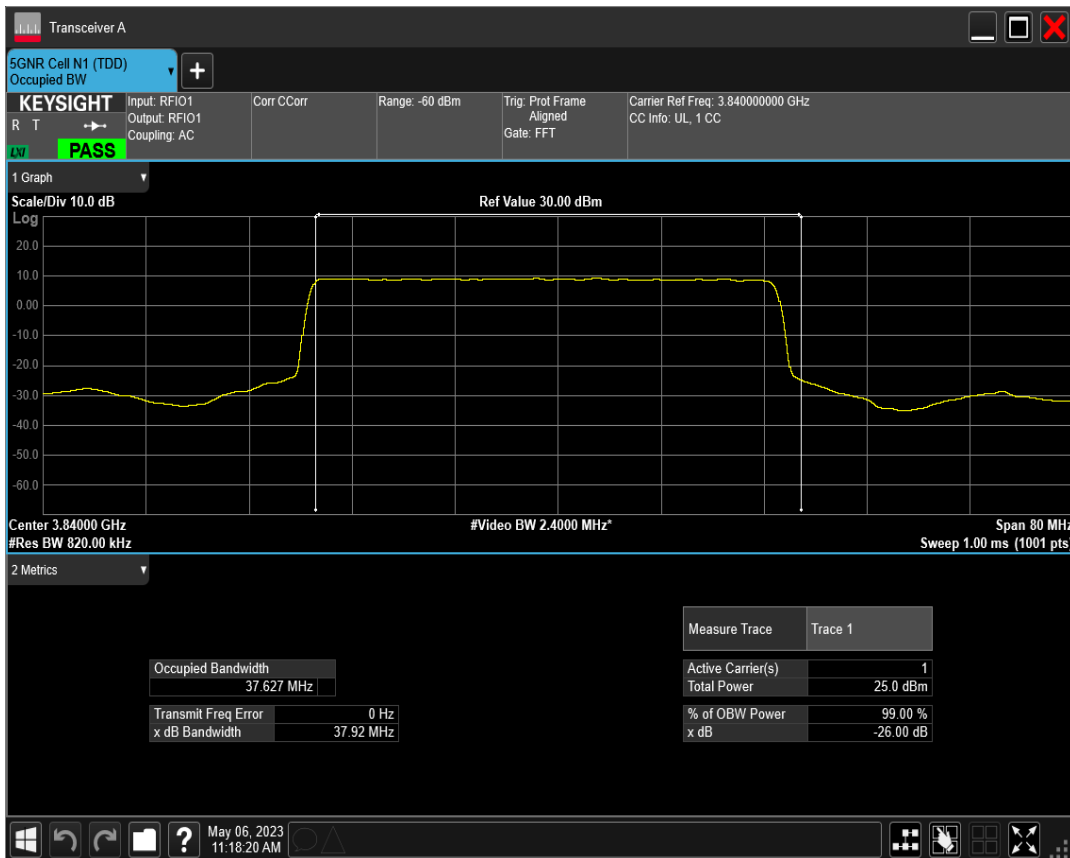 Transceiver A
5GNR Cell N1 (TDD)
Occupied BW
+
KEYSIGHT
R T
LXI
PASS
Input: RFIO1
Output: RFIO1
Coupling: AC
Corr CCorr
Range: -60 dBm
Trig: Prot Frame
Aligned
Gate: FFT
Carrier Ref Freq: 3.840000000 GHz
CC Info: UL, 1 CC
1 Graph
Scale/Div 10.0 dB
Ref Value 30.00 dBm
Log
20.0
10.0
0.00
-10.0
-20.0
-30.0
-40.0
-50.0
-60.0
Center 3.84000 GHz
#Video BW 2.4000 MHz*
Span 80 MHz
#Res BW 820.00 kHz
Sweep 1.00 ms (1001 pts)
2 Metrics
Measure Trace Trace 1
Occupied Bandwidth
37.627 MHz
Active Carrier(s) 1
Total Power 25.0 dBm
Transmit Freq Error 0 Hz
x dB Bandwidth 37.92 MHz
% of OBW Power 99.00 %
x dB -26.00 dB
?
May 06, 2023
11:18:20 AM